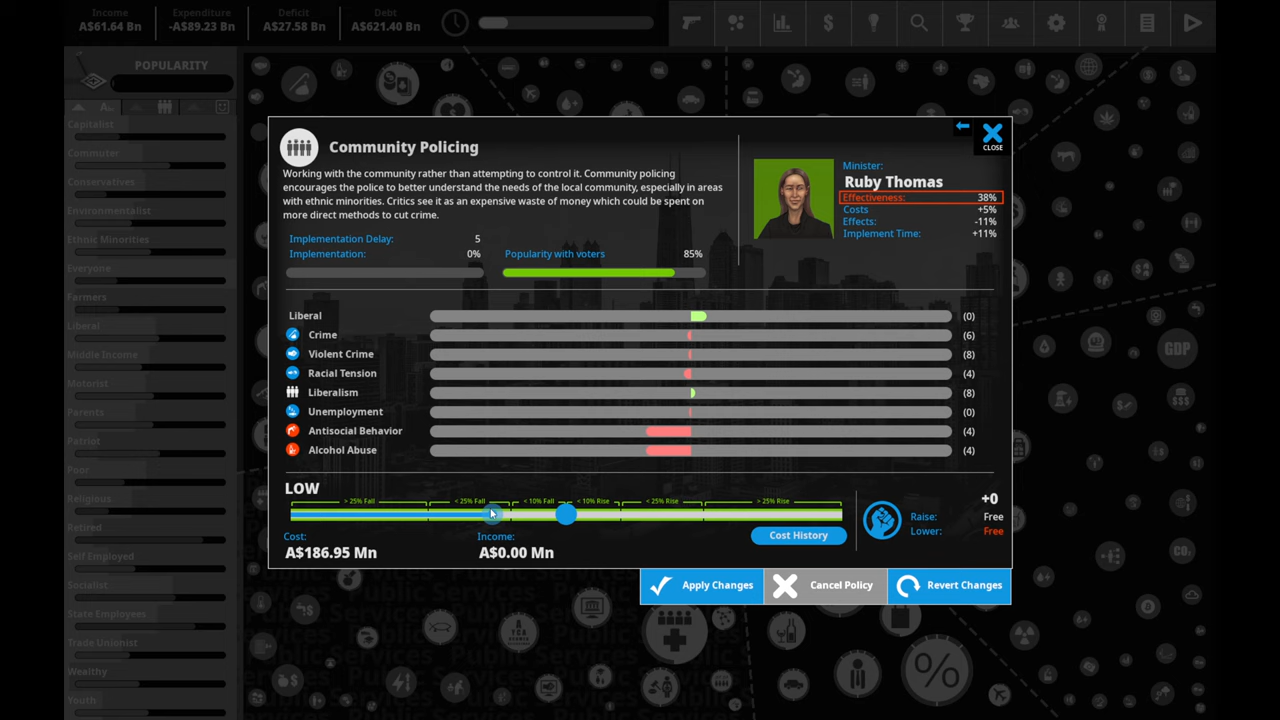 Income Expenditure Deficit Debt
A$61.64 Bn -A$89.23 Bn A$27.58 Bn A$621.40 Bn
POPULARITY
Capitalist
Commuter
Conservatives
Environmentalist
Ethnic Minorities
Everyone
Farmers
Liberal
Middle Income
Motorist
Parents
Patriot
Poor
Religious
Retired
Self Employed
Socialist
State Employees
Trade Unionist
Wealthy
Youth
Community Policing
CLOSE
Working with the community rather than attempting to control it. Community policing
encourages the police to better understand the needs of the local community, especially in areas
with ethnic minorities. Critics see it as an expensive waste of money which could be spent on
more direct methods to cut crime.
Minister:
Ruby Thomas
Effectiveness: 38%
Costs +5%
Effects: -11%
Implement Time: +11%
Implementation Delay: 5
Implementation: 0% Popularity with voters 85%
Liberal (0)
Crime (6)
Violent Crime (8)
Racial Tension (4)
Liberalism (8)
Unemployment (0)
Antisocial Behavior (4)
Alcohol Abuse (4)
LOW
> 25% Fall < 25% Fall < 10% Fall < 10% Rise < 25% Rise > 25% Rise
Cost: Income: Cost History
A$186.95 Mn A$0.00 Mn
+0
Raise: Free
Lower: Free
Apply Changes Cancel Policy Revert Changes
GDP
CO₂
Public Services
%